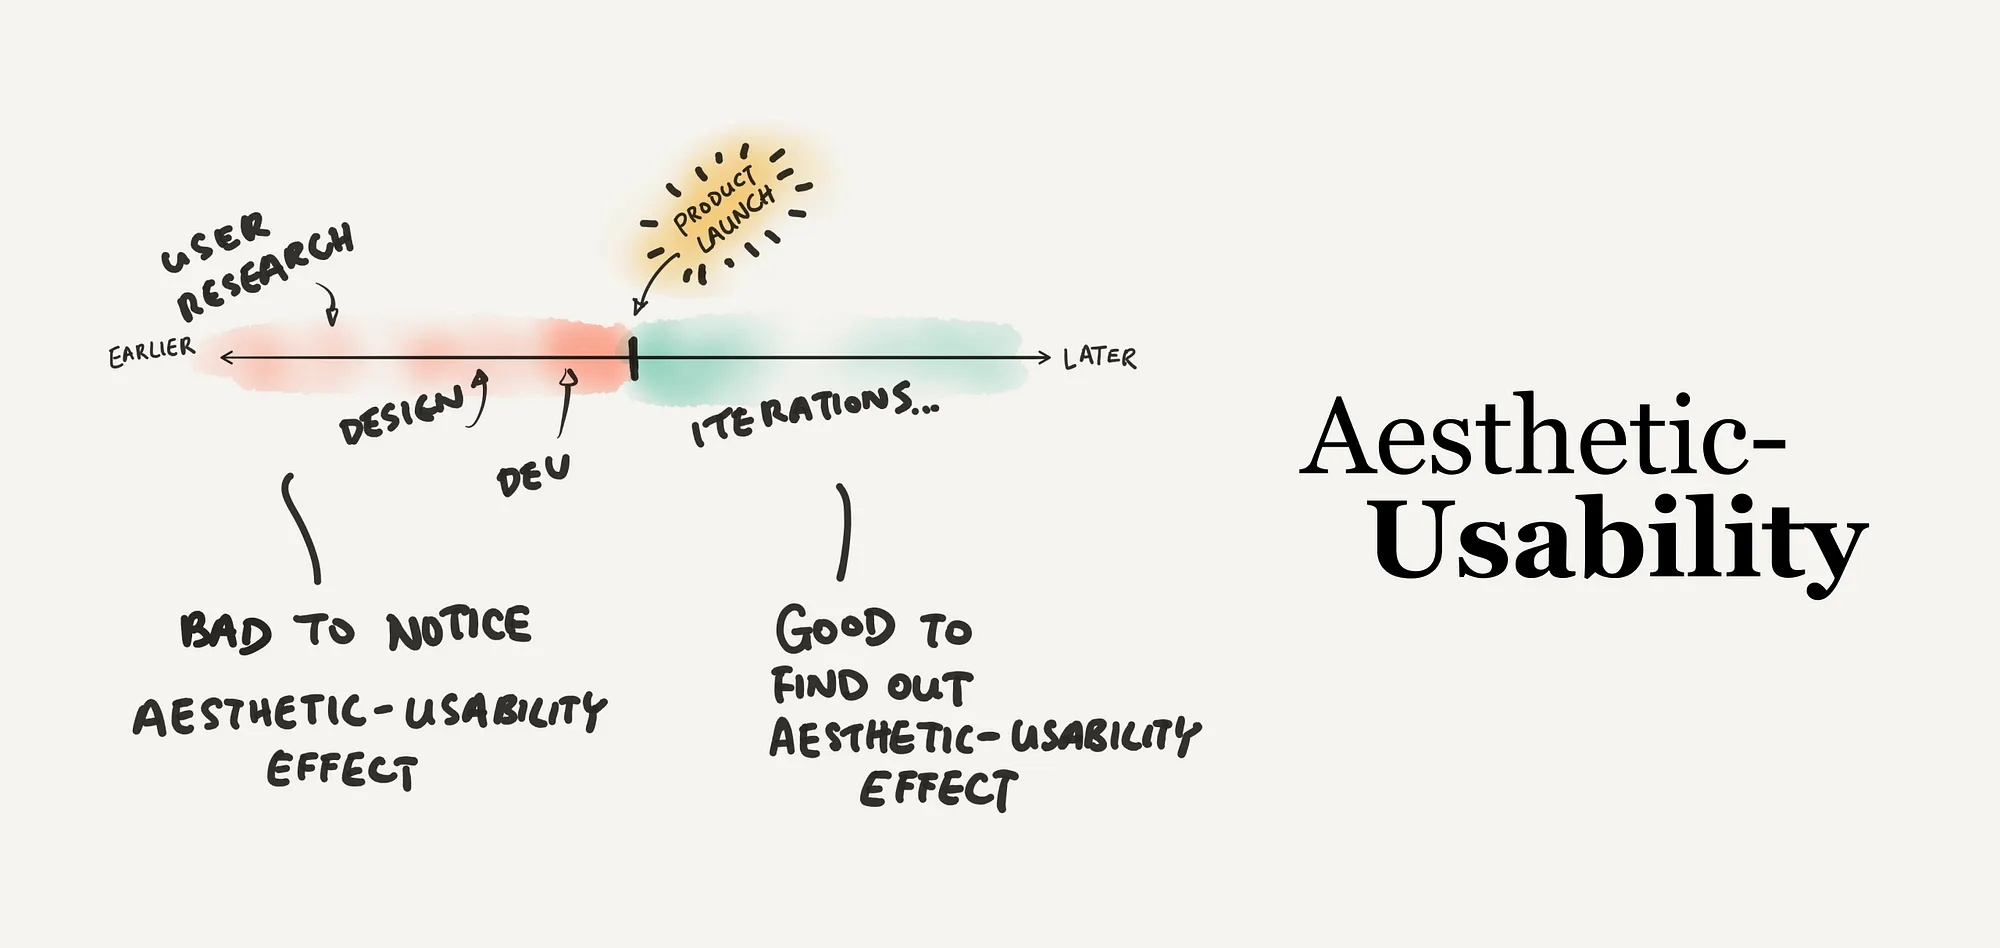 USER
RESEARCH
PRODUCT
LAUNCH
EARLIER
LATER
DESIGN
DEV
ITERATIONS...
BAD TO NOTICE
AESTHETIC-USABILITY
EFFECT
GOOD TO
FIND OUT
AESTHETIC-USABILITY
EFFECT
Aesthetic-
Usability